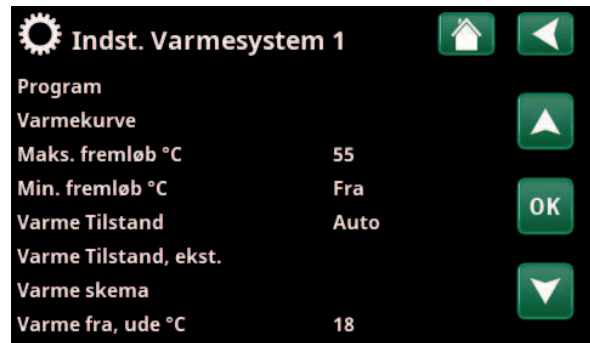 Indst. Varmesystem 1
Program
Varmekurve
Maks. fremløb °C 55
Min. fremløb °C Fra
Varme Tilstand Auto
OK
Varme Tilstand, ekst.
Varme skema
Varme fra, ude °C 18